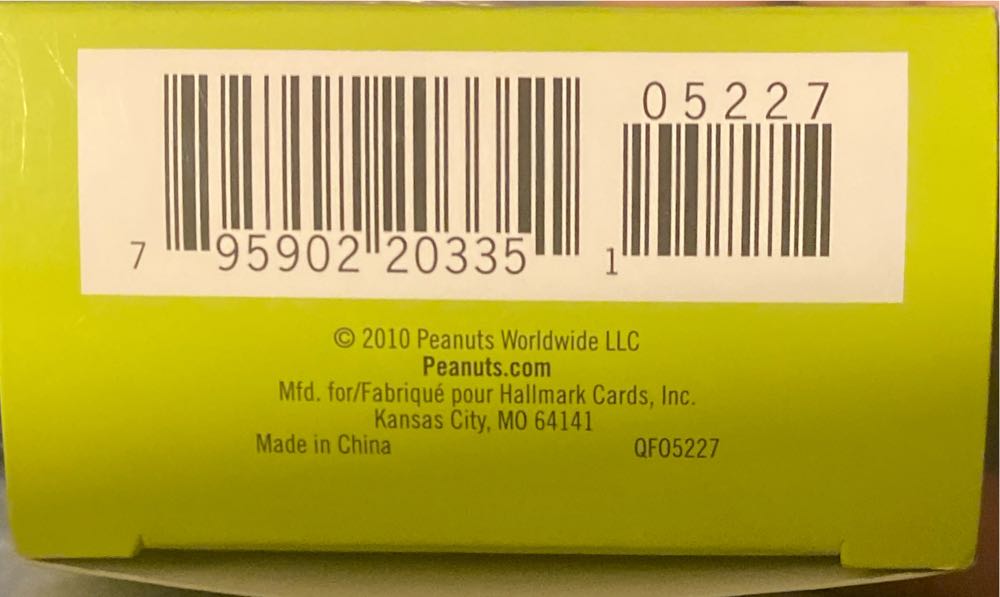 05227
7 95902 20335 1
© 2010 Peanuts Worldwide LLC
Peanuts.com
Mfd. for/Fabriqué pour Hallmark Cards, Inc.
Kansas City, MO 64141
Made in China QFO5227